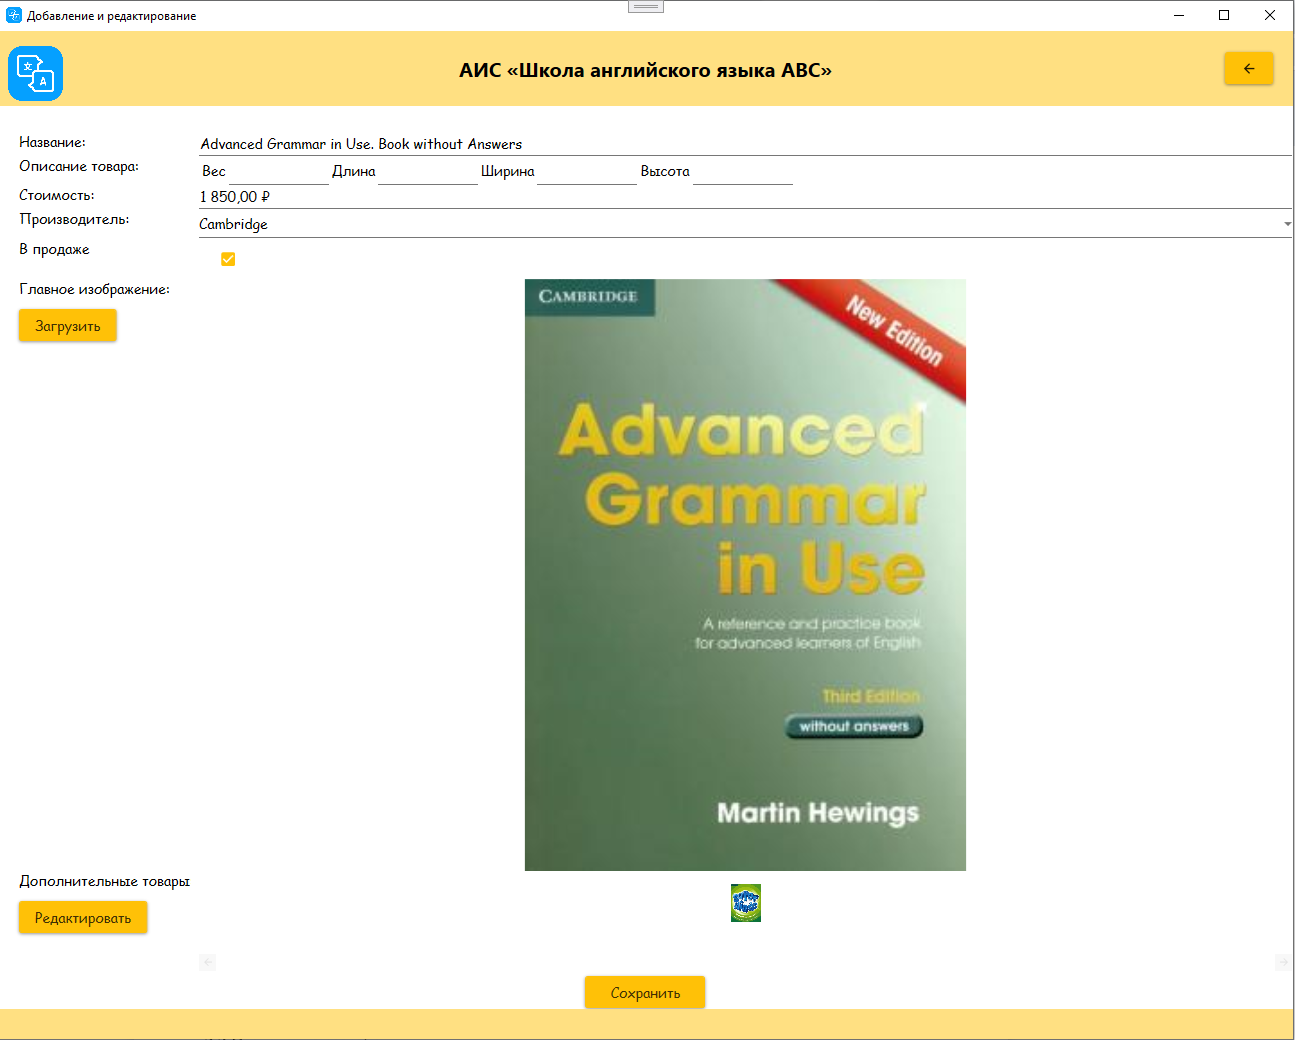 Добавление и редактирование
АИС «Школа английского языка ABC»
Название:
Advanced Grammar in Use. Book without Answers
Описание товара:
Вес Длина Ширина Высота
Стоимость:
1 850,00 ₽
Производитель:
Cambridge
В продаже
Главное изображение:
Загрузить
CAMBRIDGE
New Edition
Advanced
Grammar
in Use
A reference and practice book
for advanced learners of English
Third Edition
without answers
Martin Hewings
Дополнительные товары
Редактировать
Сохранить